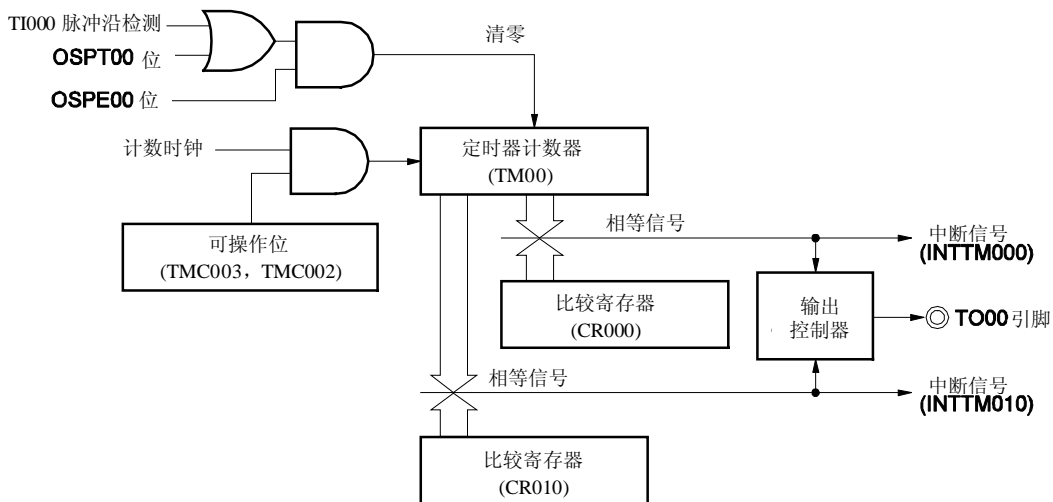 TI000 脉冲沿检测
OSPT00 位
OSPE00 位
清零
计数时钟
定时器计数器
(TM00)
可操作位
(TMC003，TMC002)
相等信号
中断信号
(INTTM000)
比较寄存器
(CR000)
输出
控制器
TO00 引脚
相等信号
中断信号
(INTTM010)
比较寄存器
(CR010)